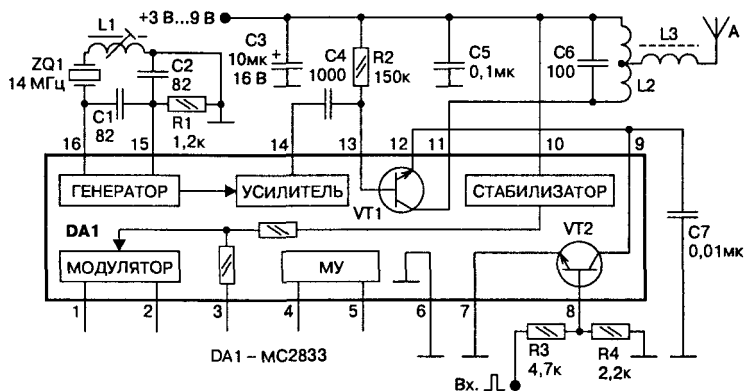 L1
+3 В...9 В
ZQ1
14 МГц
C2
82
C1
82
R1
1,2к
C3
10мк
16 В
+
C4
1000
R2
150к
C5
0,1мк
C6
100
L2
L3
A
16
15
14
13
12
11
10
9
ГЕНЕРАТОР
УСИЛИТЕЛЬ
VT1
СТАБИЛИЗАТОР
DA1
VT2
C7
0,01мк
МОДУЛЯТОР
МУ
1
2
3
4
5
6
7
8
DA1 – MC2833
R3
4,7к
R4
2,2к
Вх.